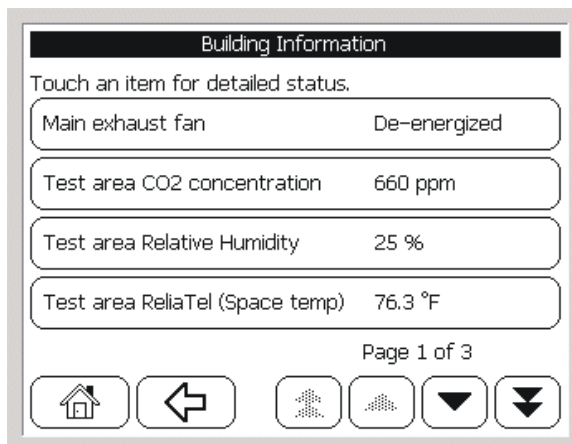 Building Information
Touch an item for detailed status.
Main exhaust fan De-energized
Test area CO2 concentration 660 ppm
Test area Relative Humidity 25 %
Test area ReliaTel (Space temp) 76.3 °F
Page 1 of 3